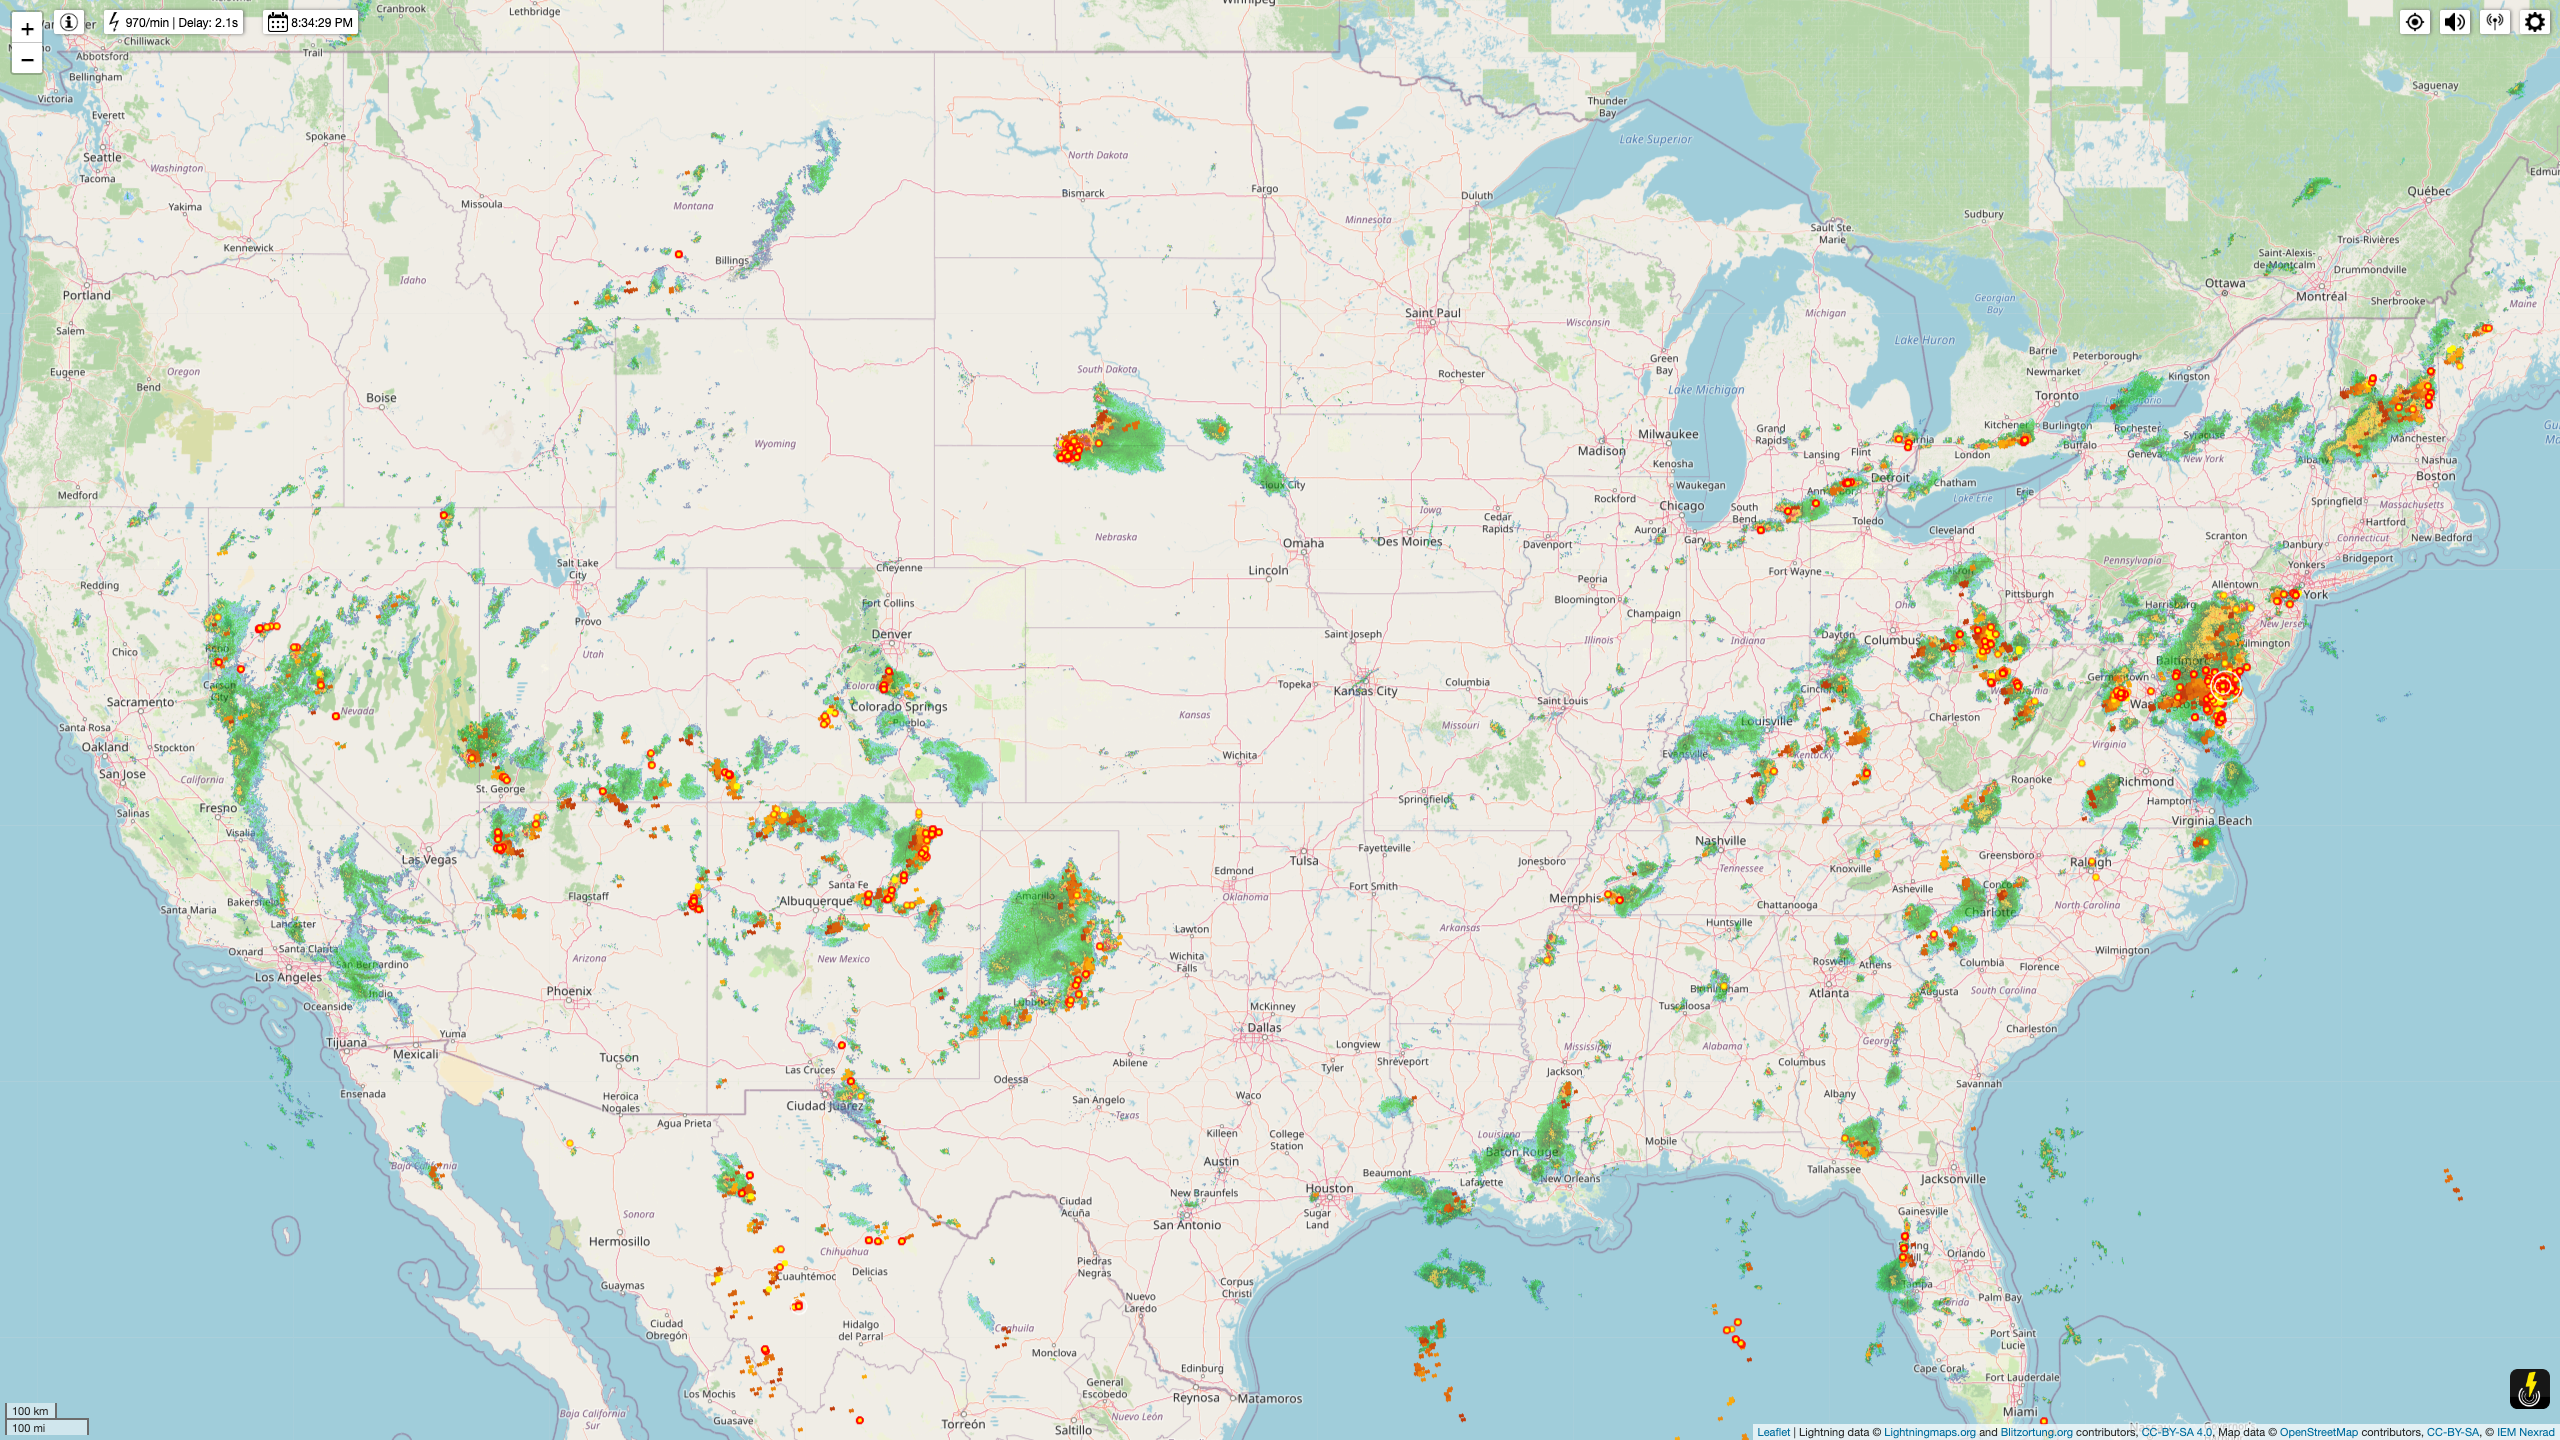 Cranbrook
Lethbridge
+
−
970/min | Delay: 2.1s
8:34:29 PM
Chilliwack
Abbotsford
Trail
Bellingham
Victoria
Everett
Spokane
Seattle
Washington
Tacoma
Yakima
Missoula
Montana
Kennewick
Billings
Idaho
Portland
Salem
Oregon
Eugene
Bend
Boise
Wyoming
Medford
North Dakota
Bismarck
Fargo
South Dakota
Sioux City
Nebraska
Omaha
Lincoln
Thunder
Bay
Lake Superior
Duluth
Minnesota
Saint Paul
Rochester
Wisconsin
Green
Bay
Madison
Milwaukee
Kenosha
Waukegan
Rockford
Chicago
Aurora
Gary
Iowa
Cedar
Rapids
Des Moines
Davenport
Peoria
Bloomington
Champaign
Illinois
Lake Michigan
Michigan
Lake Huron
Georgian
Bay
Sault Ste.
Marie
Sudbury
Grand
Rapids
Lansing
Flint
Detroit
Chatham
Lake Erie
London
Kitchener
Burlington
Toronto
Newmarket
Barrie
Peterborough
Kingston
Buffalo
Rochester
Geneva
Syracuse
New York
Ottawa
Montréal
Sherbrooke
Drummondville
Saint-Alexis-
de-Montcalm
Trois-Rivières
Québec
Saguenay
Maine
Manchester
Nashua
Boston
Albany
Springfield
Massachusetts
Hartford
Connecticut
New Bedford
Danbury
Bridgeport
Yonkers
York
Scranton
Allentown
Pennsylvania
Harrisburg
Pittsburgh
New Jersey
South
Bend
Toledo
Cleveland
Erie
Akron
Fort Wayne
Ohio
Columbus
Dayton
Indiana
Cincinnati
Louisville
Evansville
Kentucky
Charleston
Baltimore
Germantown
Virginia
Roanoke
Richmond
Hampton
Virginia Beach
Redding
Chico
Reno
Carson
City
Nevada
Sacramento
Santa Rosa
Oakland
Stockton
San Jose
California
Salinas
Fresno
Visalia
Bakersfield
Santa Maria
Lancaster
Oxnard
Santa Clarita
San Bernardino
Los Angeles
Indio
Oceanside
Tijuana
Mexicali
Yuma
Ensenada
Las Vegas
St. George
Salt Lake
City
Provo
Utah
Flagstaff
Arizona
Phoenix
Tucson
Heroica
Nogales
Agua Prieta
Cheyenne
Fort Collins
Denver
Colorado
Colorado Springs
Pueblo
Santa Fe
Albuquerque
New Mexico
Las Cruces
Ciudad Juárez
Kansas
Topeka
Wichita
Saint Joseph
Kansas City
Columbia
Missouri
Saint Louis
Springfield
Amarillo
Lubbock
Odessa
Abilene
San Angelo
Texas
Edmond
Oklahoma
Tulsa
Lawton
Wichita
Falls
McKinney
Dallas
Waco
Killeen
College
Station
Austin
New Braunfels
San Antonio
Houston
Sugar
Land
Beaumont
Longview
Tyler
Shreveport
Fayetteville
Fort Smith
Arkansas
Jonesboro
Memphis
Nashville
Tennessee
Knoxville
Chattanooga
Huntsville
Birmingham
Tuscaloosa
Mississippi
Jackson
Alabama
Mobile
Louisiana
Lafayette
Baton Rouge
New Orleans
Asheville
Greensboro
Raleigh
Charlotte
North Carolina
Wilmington
Columbia
Florence
South Carolina
Charleston
Roswell
Athens
Atlanta
Augusta
Georgia
Columbus
Albany
Savannah
Tallahassee
Jacksonville
Gainesville
Orlando
Tampa
Palm Bay
Port Saint
Lucie
Cape Coral
Fort Lauderdale
Miami
Baja California
Sonora
Hermosillo
Guaymas
Ciudad
Obregón
Los Mochis
Guasave
Baja California
Sur
Chihuahua
Cuauhtémoc
Delicias
Hidalgo
del Parral
Coahuila
Monclova
Torreón
Saltillo
Ciudad
Acuña
Piedras
Negras
Nuevo
Laredo
Corpus
Christi
Edinburg
Reynosa
Matamoros
General
Escobedo
Nuevo León
100 km
100 mi
Leaflet | Lightning data © Lightningmaps.org and Blitzortung.org contributors, CC-BY-SA 4.0, Map data © OpenStreetMap contributors, CC-BY-SA, © IEM Nexrad